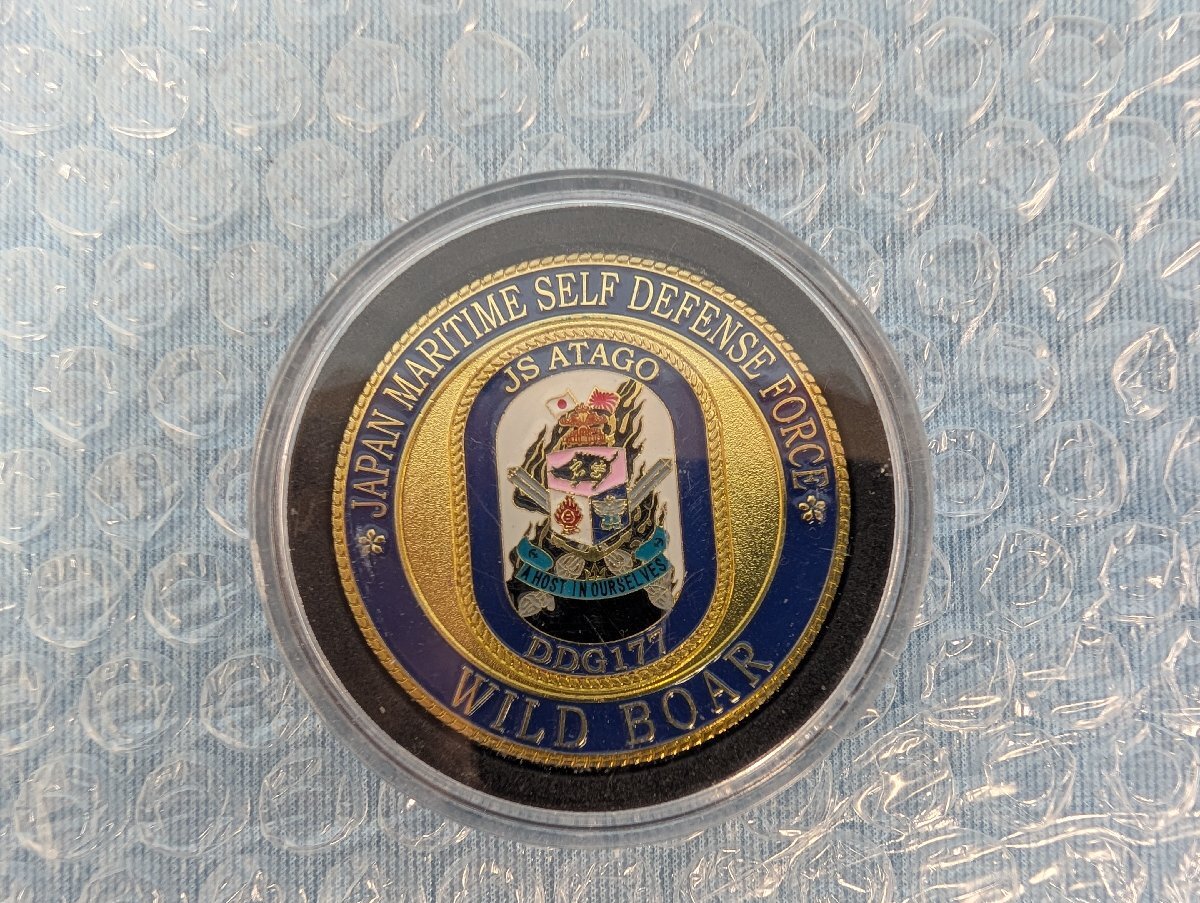 JAPAN MARITIME SELF DEFENSE FORCE
JS ATAGO
A HOST IN OURSELVES
DDG177
WILD BOAR